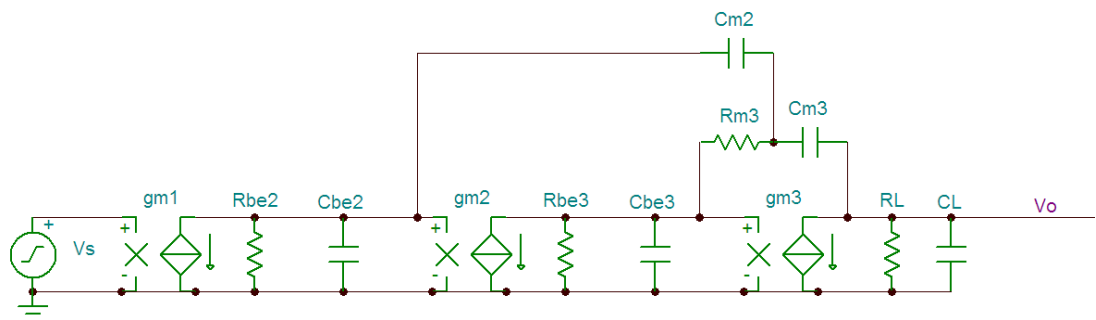 Cm2
Rm3 Cm3
gm1 Rbe2 Cbe2 gm2 Rbe3 Cbe3 gm3 RL CL Vo
+ + + +
Vs
- - -